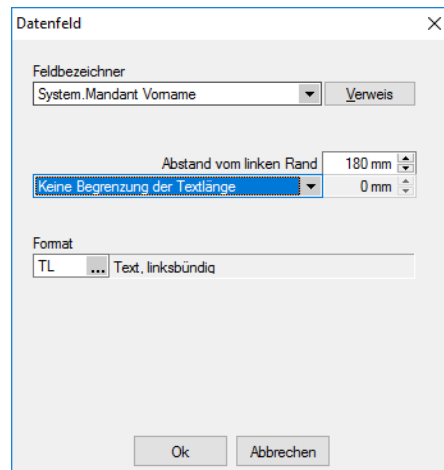 Datenfeld
Feldbezeichner
System.Mandant Vorname
Verweis
Abstand vom linken Rand 180 mm
Keine Begrenzung der Textlänge 0 mm
Format
TL ... Text, linksbündig
Ok Abbrechen